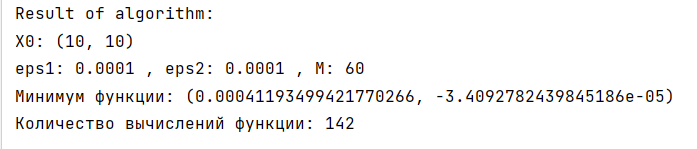 Result of algorithm:
X0: (10, 10)
eps1: 0.0001 , eps2: 0.0001 , M: 60
Минимум функции: (0.00041193499421770266, -3.4092782439845186e-05)
Количество вычислений функции: 142